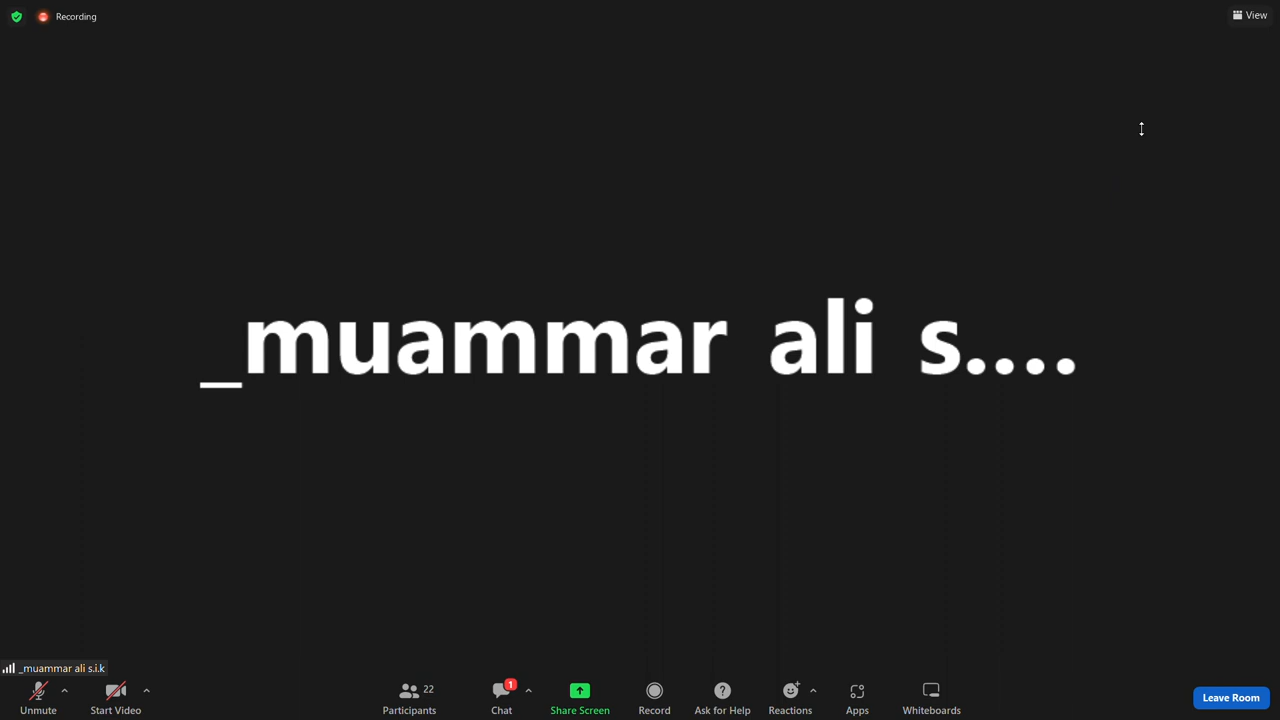 Recording
View
_muammar ali s....
_muammar ali s.i.k
Unmute
Start Video
Participants 22
Chat 1
Share Screen
Record
Ask for Help
Reactions
Apps
Whiteboards
Leave Room